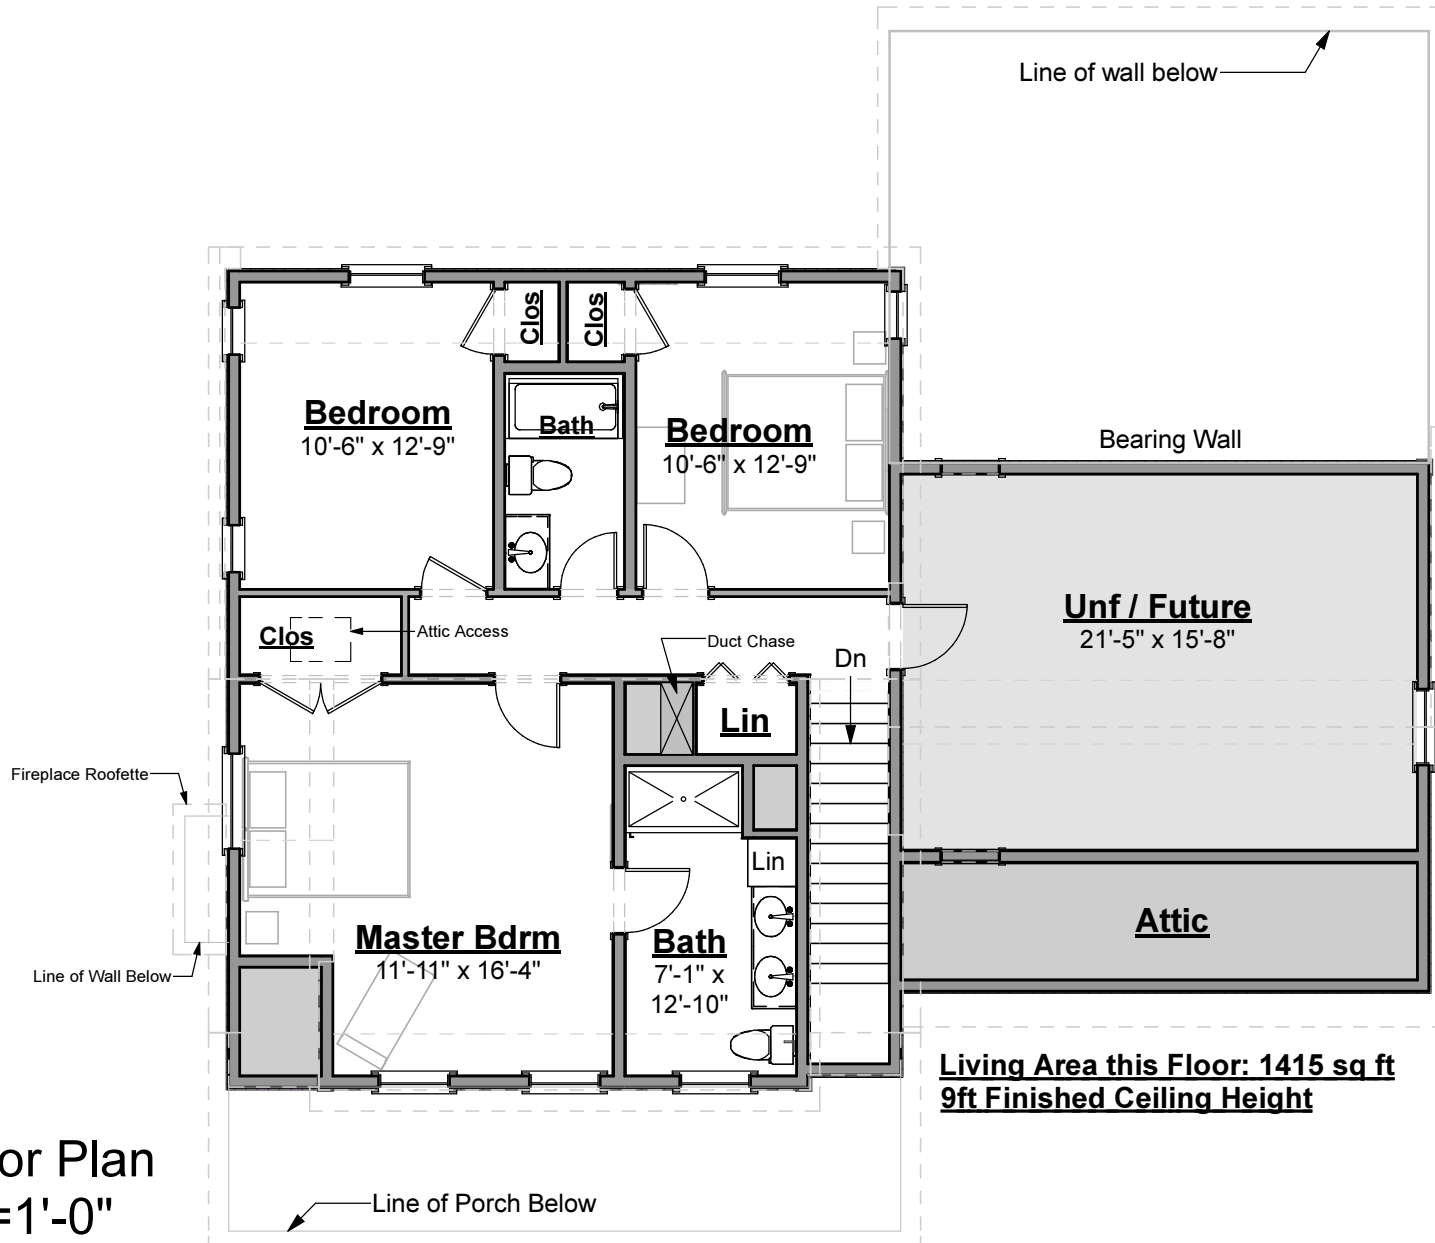 Line of wall below
Clos
Clos
Bedroom
10'-6" x 12'-9"
Bath
Bedroom
10'-6" x 12'-9"
Bearing Wall
Unf / Future
21'-5" x 15'-8"
Clos
Attic Access
Duct Chase
Dn
Lin
Fireplace Roofette
Lin
Master Bdrm
11'-11" x 16'-4"
Bath
7'-1" x
12'-10"
Attic
Line of Wall Below
Living Area this Floor: 1415 sq ft
9ft Finished Ceiling Height
or Plan
=1'-0"
Line of Porch Below